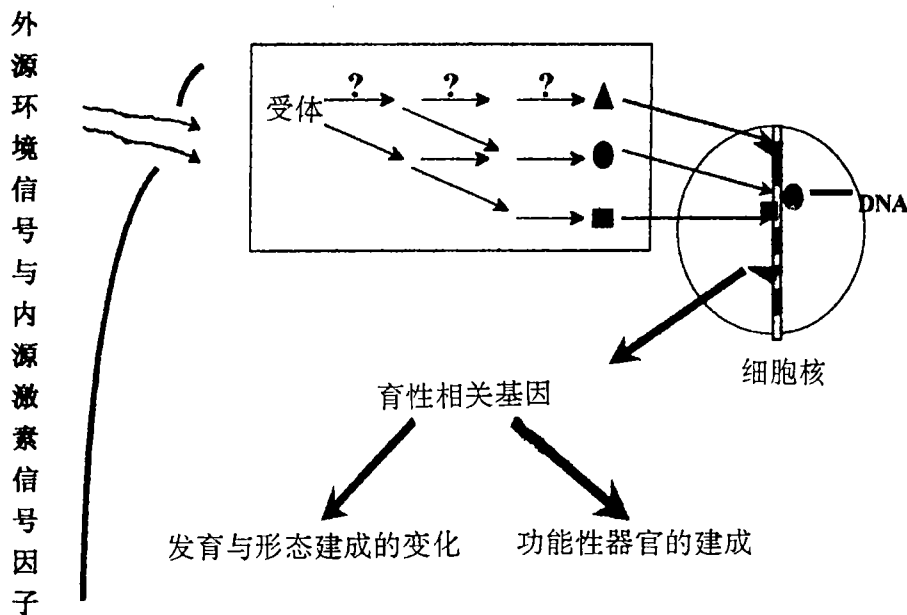 外源环境信号与内源激素信号因子
? ? ?
受体
DNA
细胞核
育性相关基因
发育与形态建成的变化
功能性器官的建成